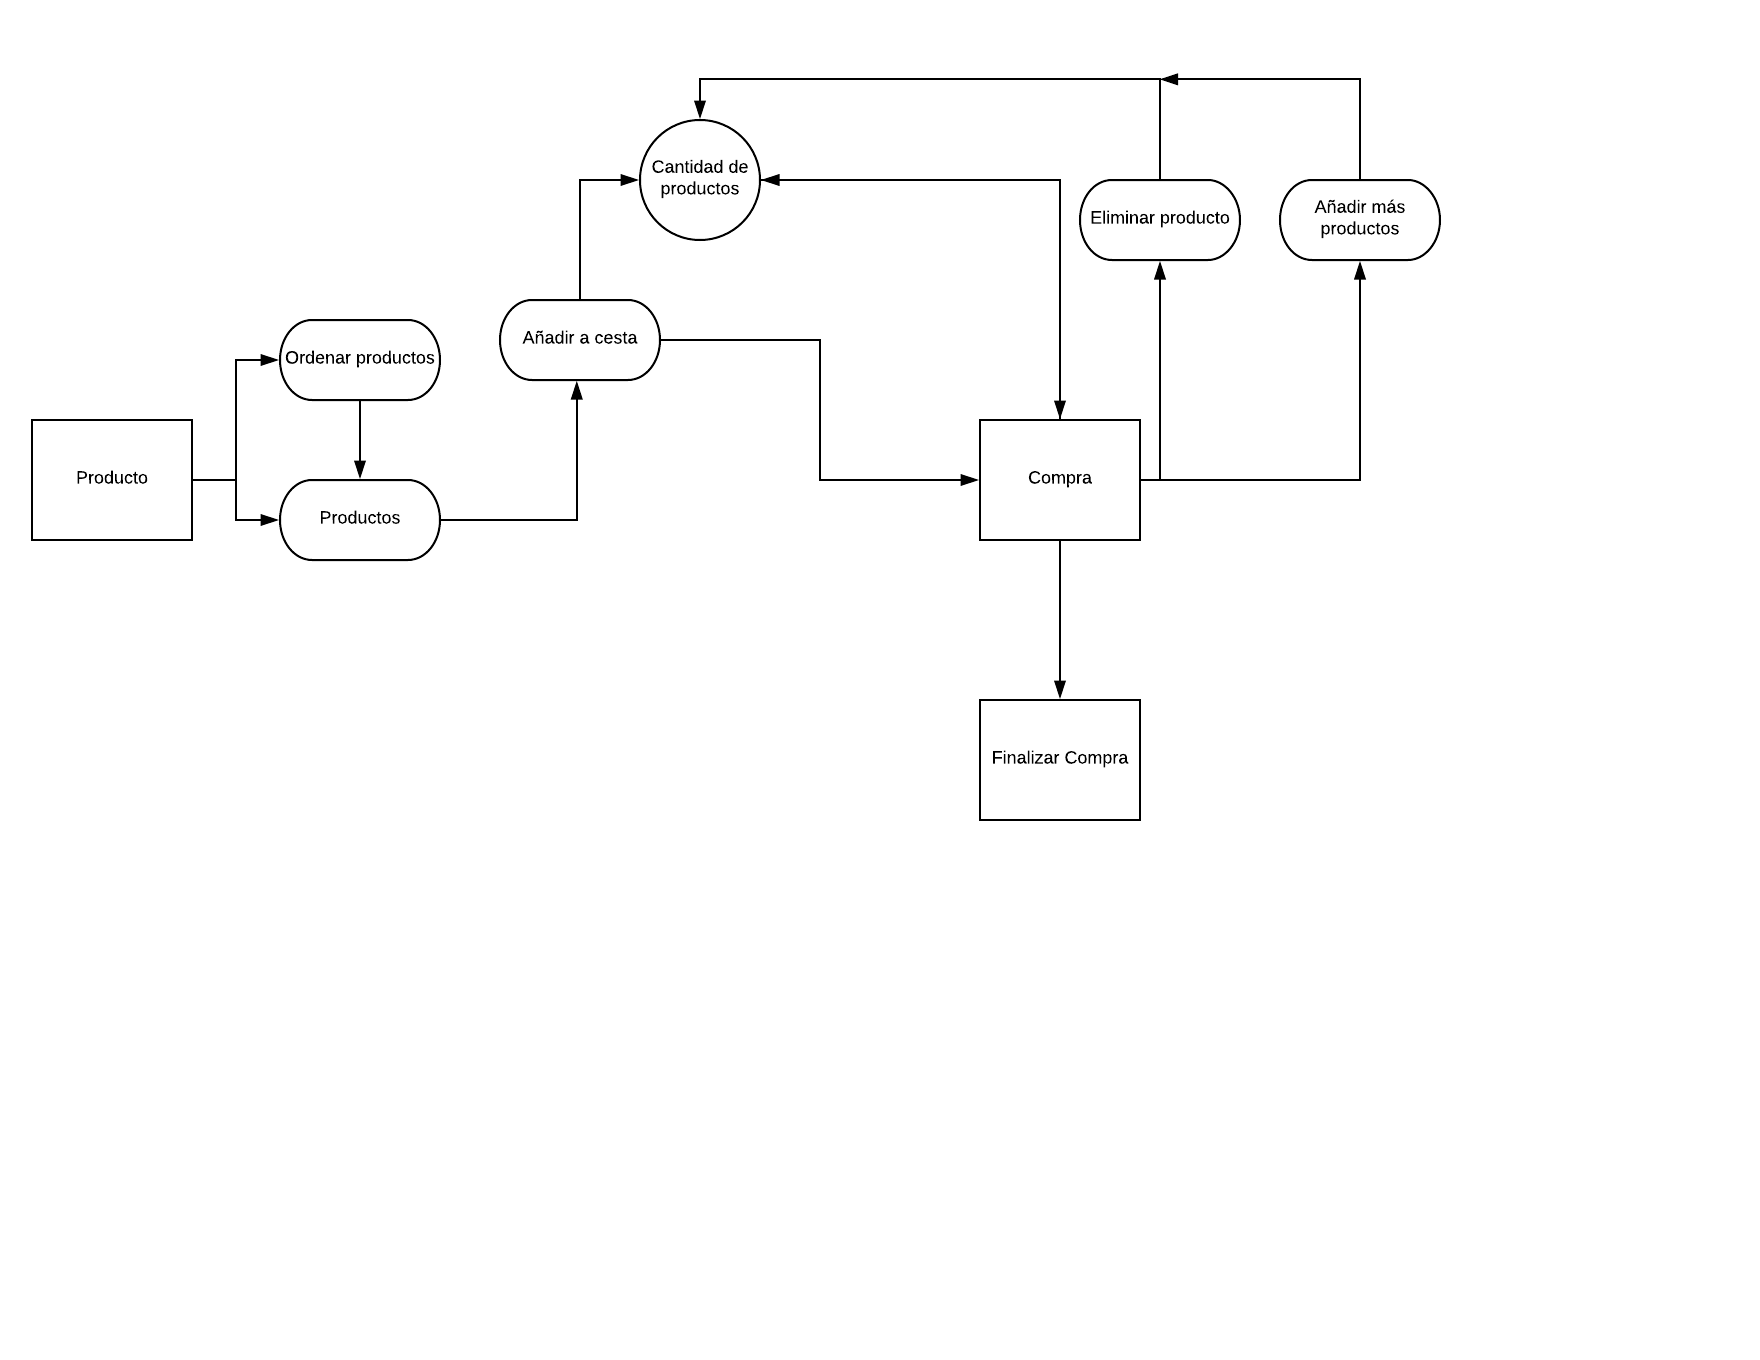 Cantidad de
productos
Eliminar producto
Añadir más
productos
Añadir a cesta
Ordenar productos
Producto
Productos
Compra
Finalizar Compra